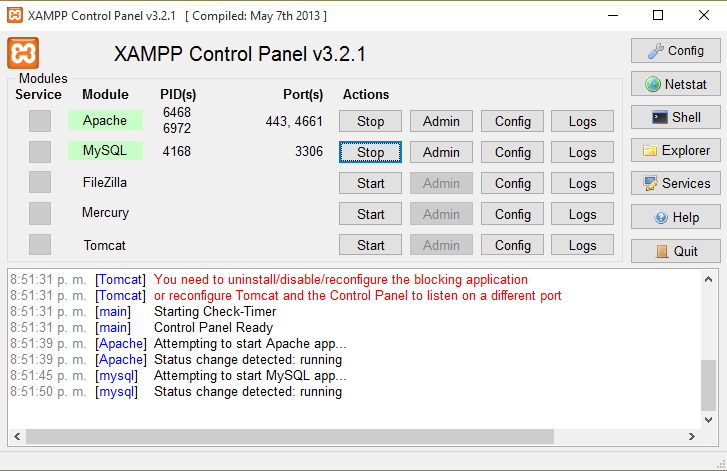 XAMPP Control Panel v3.2.1 [ Compiled: May 7th 2013 ]
XAMPP Control Panel v3.2.1
Config
Modules
Service Module PID(s) Port(s) Actions
Netstat
Apache 6468 6972 443, 4661 Stop Admin Config Logs
Shell
MySQL 4168 3306 Stop Admin Config Logs
Explorer
FileZilla Start Admin Config Logs
Services
Mercury Start Admin Config Logs
Help
Tomcat Start Admin Config Logs
Quit
8:51:31 p. m. [Tomcat] You need to uninstall/disable/reconfigure the blocking application
8:51:31 p. m. [Tomcat] or reconfigure Tomcat and the Control Panel to listen on a different port
8:51:31 p. m. [main] Starting Check-Timer
8:51:31 p. m. [main] Control Panel Ready
8:51:39 p. m. [Apache] Attempting to start Apache app...
8:51:39 p. m. [Apache] Status change detected: running
8:51:45 p. m. [mysql] Attempting to start MySQL app...
8:51:50 p. m. [mysql] Status change detected: running